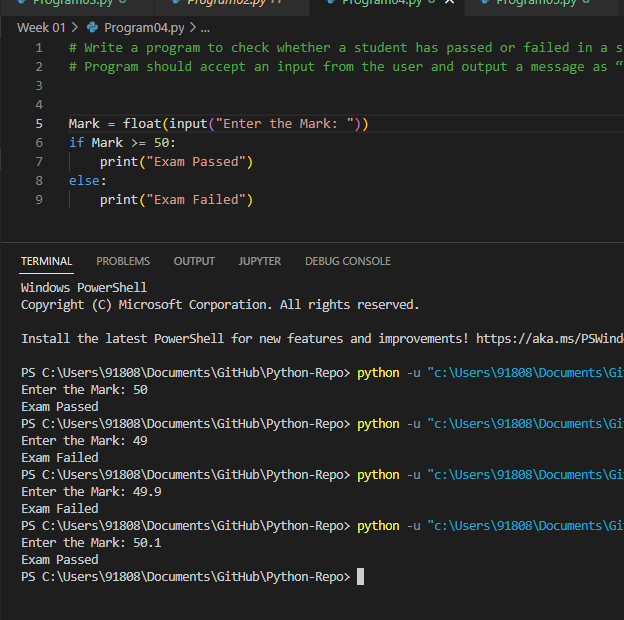 Program03.py Program02.py Program04.py Program05.py
Week 01 > Program04.py > ...
1 # Write a program to check whether a student has passed or failed in a s
2 # Program should accept an input from the user and output a message as “
3
4
5 Mark = float(input("Enter the Mark: "))
6 if Mark >= 50:
7 print("Exam Passed")
8 else:
9 print("Exam Failed")
TERMINAL PROBLEMS OUTPUT JUPYTER DEBUG CONSOLE
Windows PowerShell
Copyright (C) Microsoft Corporation. All rights reserved.
Install the latest PowerShell for new features and improvements! https://aka.ms/PSWind
PS C:\Users\91808\Documents\GitHub\Python-Repo> python -u "c:\Users\91808\Documents\Gi
Enter the Mark: 50
Exam Passed
PS C:\Users\91808\Documents\GitHub\Python-Repo> python -u "c:\Users\91808\Documents\Gi
Enter the Mark: 49
Exam Failed
PS C:\Users\91808\Documents\GitHub\Python-Repo> python -u "c:\Users\91808\Documents\Gi
Enter the Mark: 49.9
Exam Failed
PS C:\Users\91808\Documents\GitHub\Python-Repo> python -u "c:\Users\91808\Documents\Gi
Enter the Mark: 50.1
Exam Passed
PS C:\Users\91808\Documents\GitHub\Python-Repo>